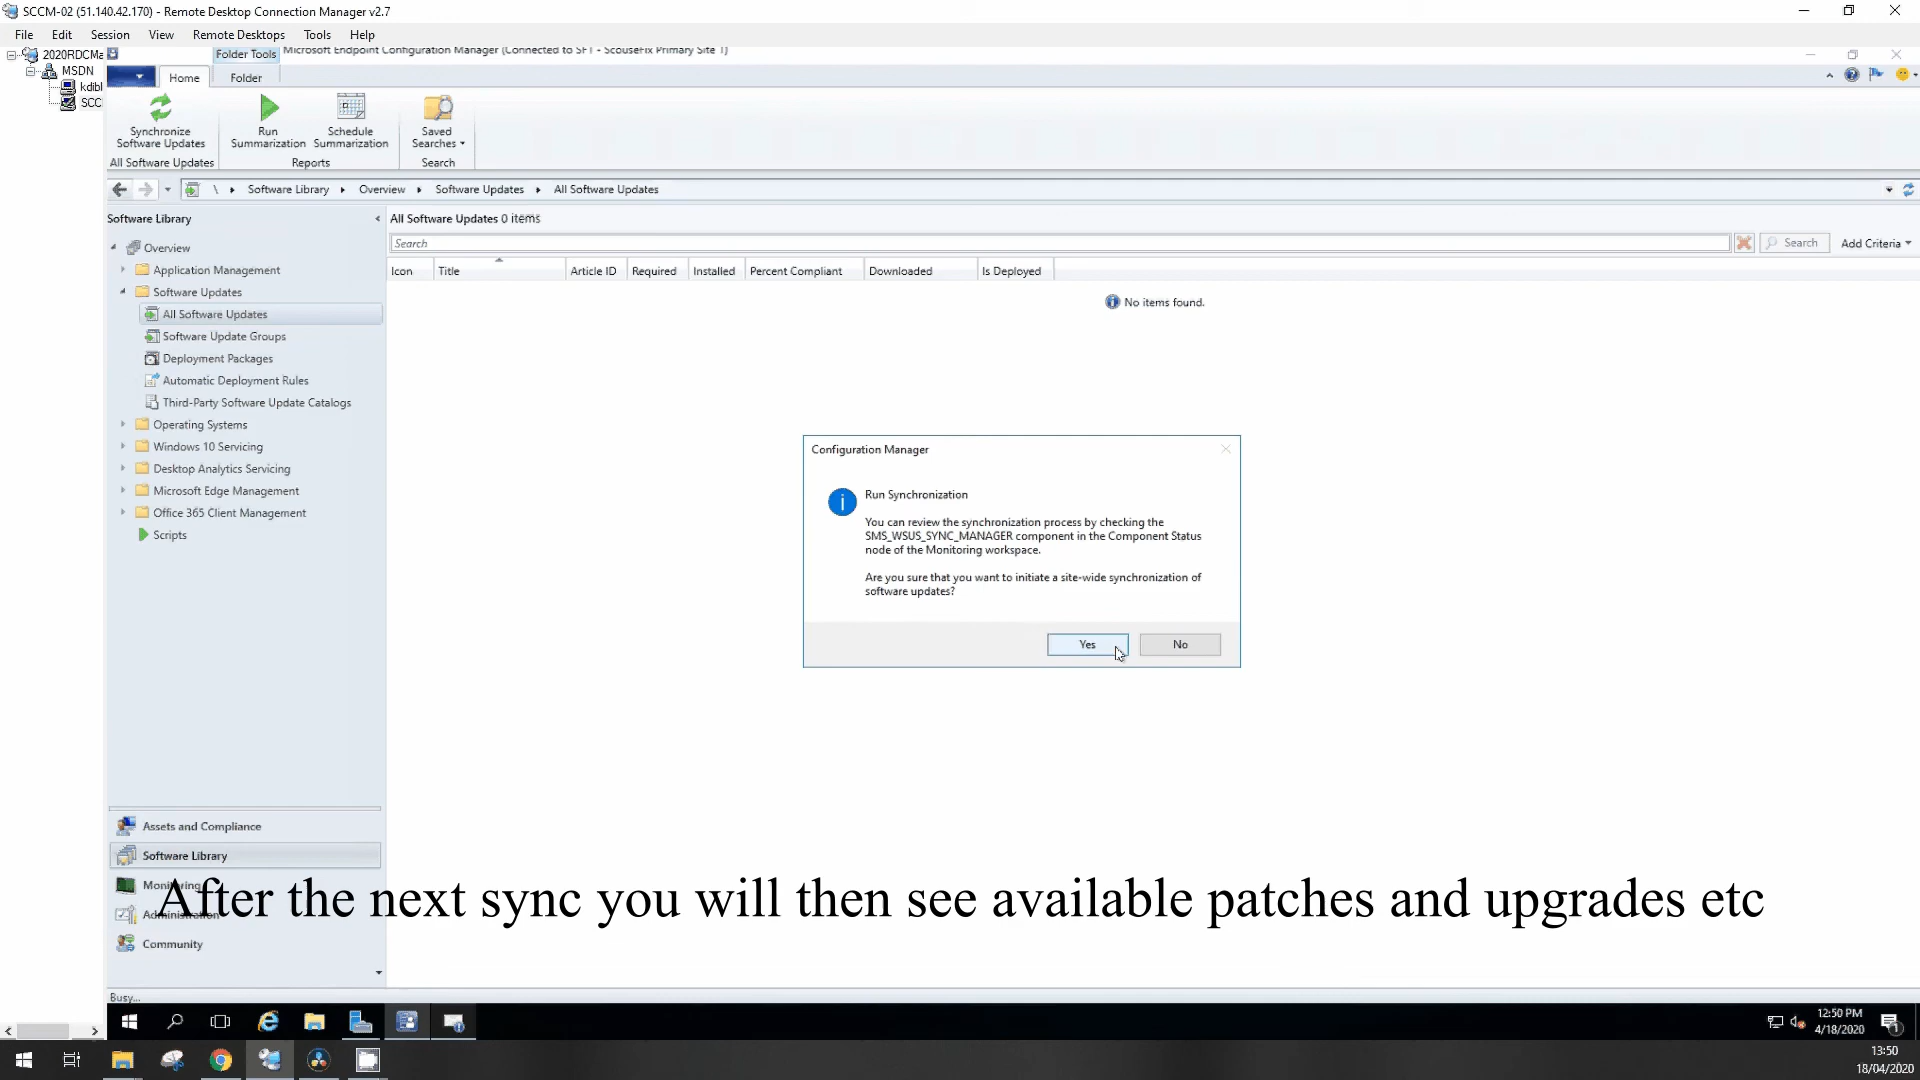 SCCM-02 (51.140.42.170) - Remote Desktop Connection Manager v2.7
File Edit Session View Remote Desktops Tools Help
2020RDCMa
MSDN
kdibl
SCC
Folder Tools
Microsoft Endpoint Configuration Manager (Connected to SFT - ScouseFix Primary Site 1)
Home Folder
Synchronize Software Updates
Run Summarization
Schedule Summarization
Saved Searches
All Software Updates Reports Search
\ Software Library Overview Software Updates All Software Updates
Software Library
Overview
Application Management
Software Updates
All Software Updates
Software Update Groups
Deployment Packages
Automatic Deployment Rules
Third-Party Software Update Catalogs
Operating Systems
Windows 10 Servicing
Desktop Analytics Servicing
Microsoft Edge Management
Office 365 Client Management
Scripts
All Software Updates 0 items
Search Search Add Criteria
Icon Title Article ID Required Installed Percent Compliant Downloaded Is Deployed
No items found.
Configuration Manager
Run Synchronization
You can review the synchronization process by checking the
SMS_WSUS_SYNC_MANAGER component in the Component Status
node of the Monitoring workspace.
Are you sure that you want to initiate a site-wide synchronization of
software updates?
Yes No
Assets and Compliance
Software Library
Monitoring
Administration
Community
After the next sync you will then see available patches and upgrades etc
Busy...
12:50 PM
4/18/2020
1
13:50
18/04/2020